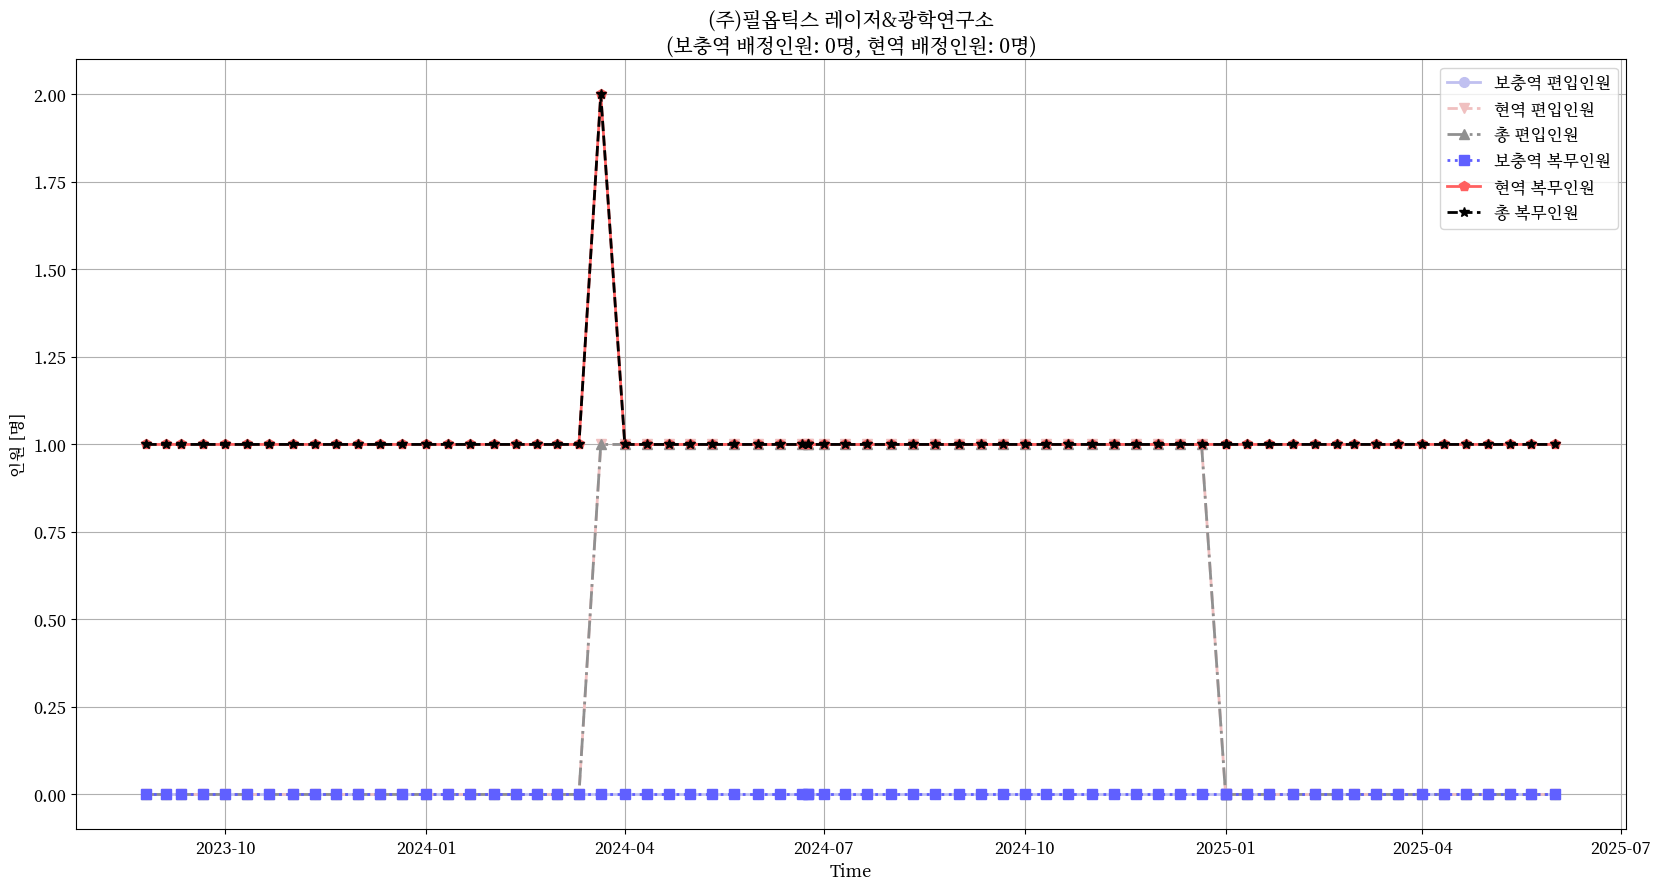 (주)필옵틱스 레이저&광학연구소
(보충역 배정인원: 0명, 현역 배정인원: 0명)
보충역 편입인원
현역 편입인원
총 편입인원
보충역 복무인원
현역 복무인원
총 복무인원
2.00
1.75
1.50
1.25
1.00
0.75
0.50
0.25
0.00
인원 [명]
2023-10
2024-01
2024-04
2024-07
2024-10
2025-01
2025-04
2025-07
Time